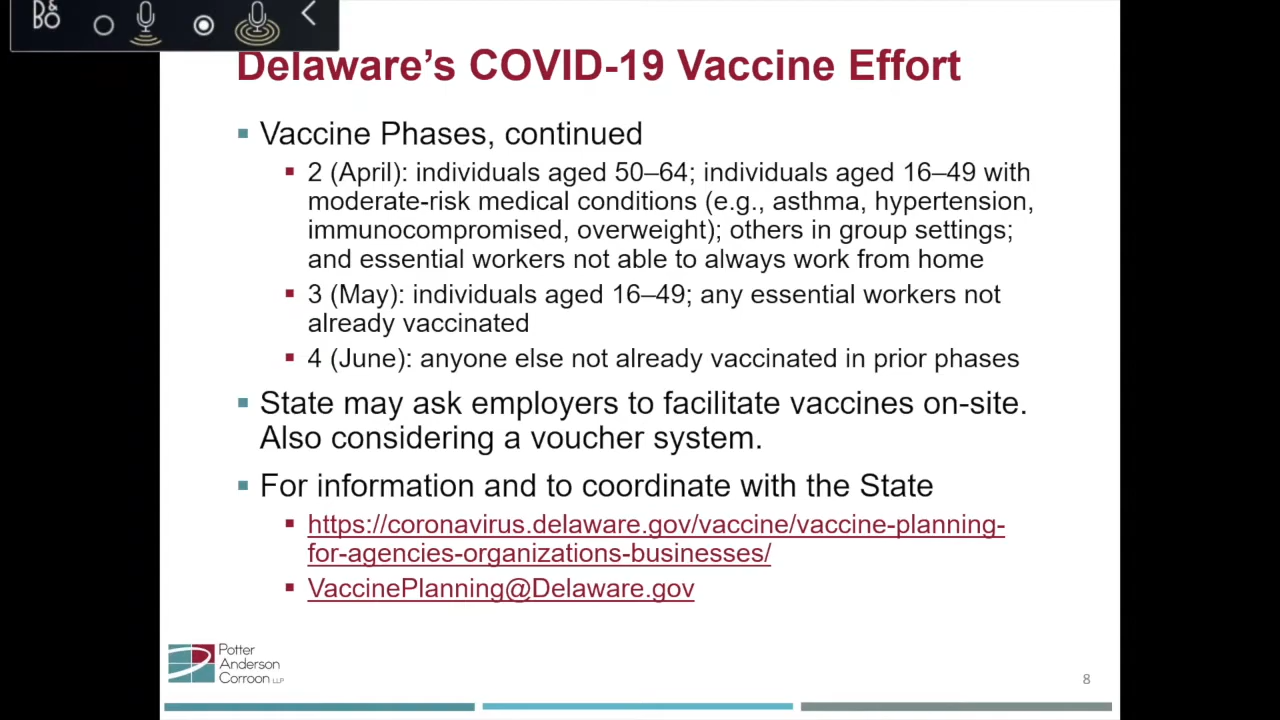 B&O
Delaware's COVID-19 Vaccine Effort
Vaccine Phases, continued
2 (April): individuals aged 50–64; individuals aged 16–49 with
moderate-risk medical conditions (e.g., asthma, hypertension,
immunocompromised, overweight); others in group settings;
and essential workers not able to always work from home
3 (May): individuals aged 16–49; any essential workers not
already vaccinated
4 (June): anyone else not already vaccinated in prior phases
State may ask employers to facilitate vaccines on-site.
Also considering a voucher system.
For information and to coordinate with the State
https://coronavirus.delaware.gov/vaccine/vaccine-planning-
for-agencies-organizations-businesses/
VaccinePlanning@Delaware.gov
Potter
Anderson
Corroon LLP
8